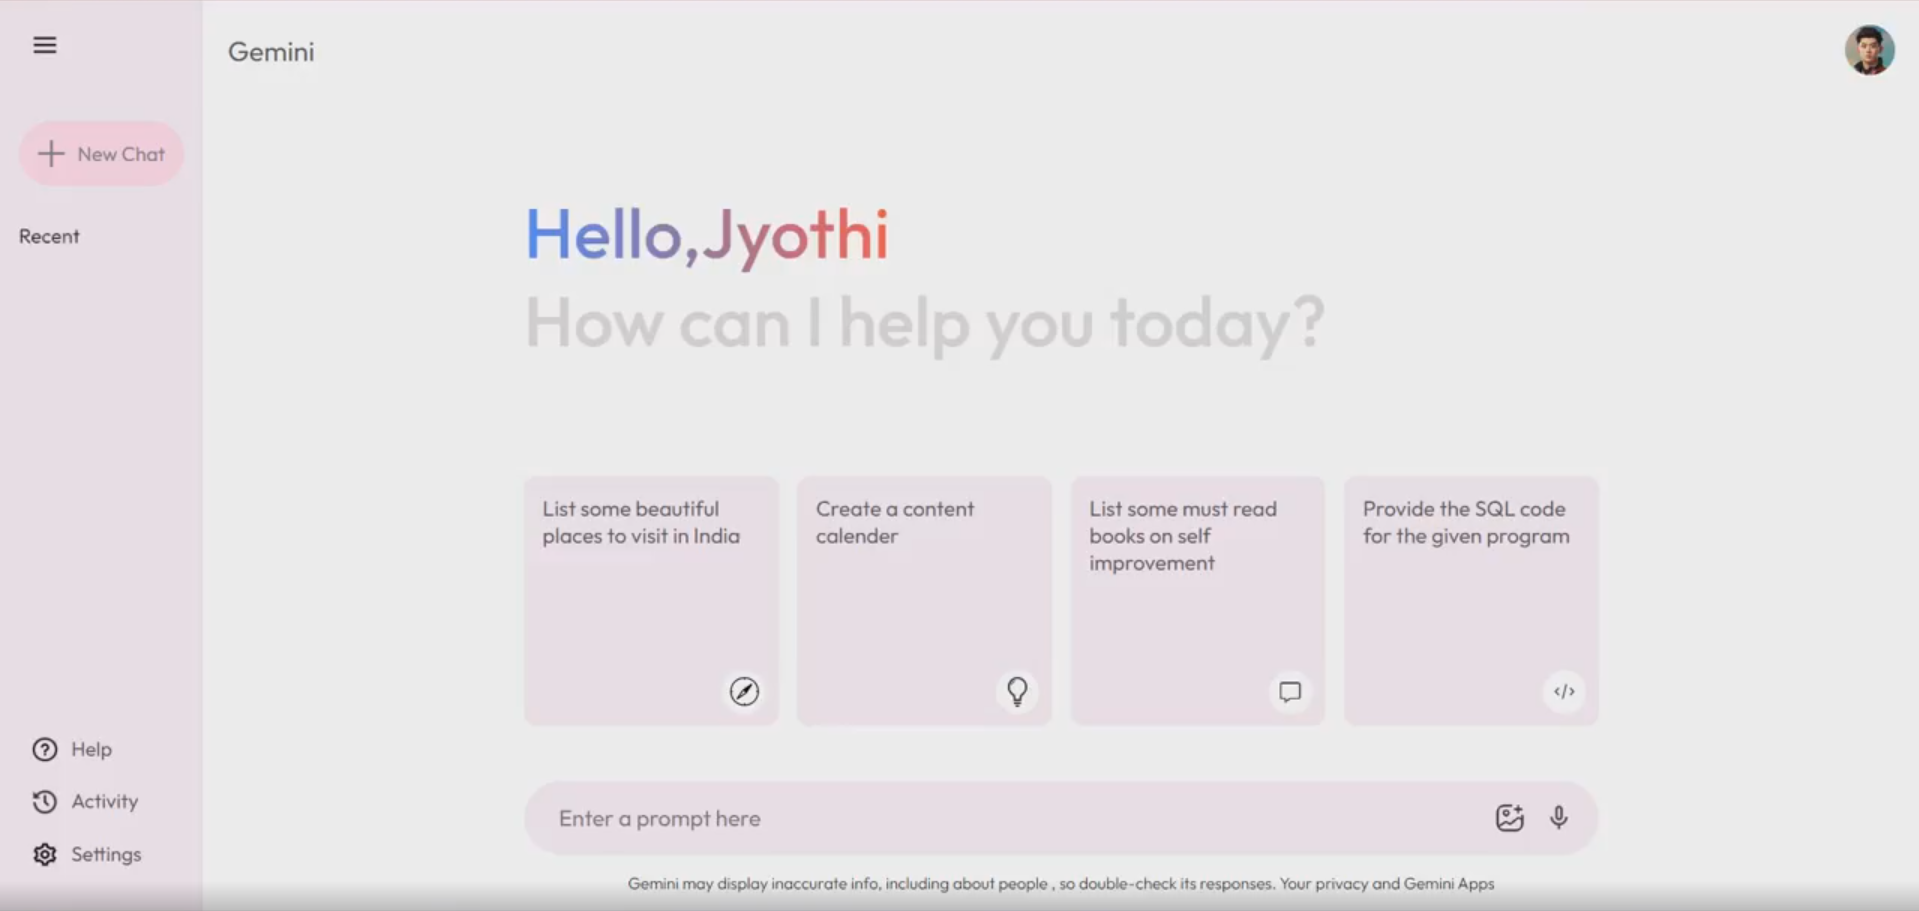 Gemini
New Chat
Recent
Hello,Jyothi
How can I help you today?
List some beautiful
places to visit in India
Create a content
calender
List some must read
books on self
improvement
Provide the SQL code
for the given program
</>
Help
Activity
Settings
Enter a prompt here
Gemini may display inaccurate info, including about people , so double-check its responses. Your privacy and Gemini Apps